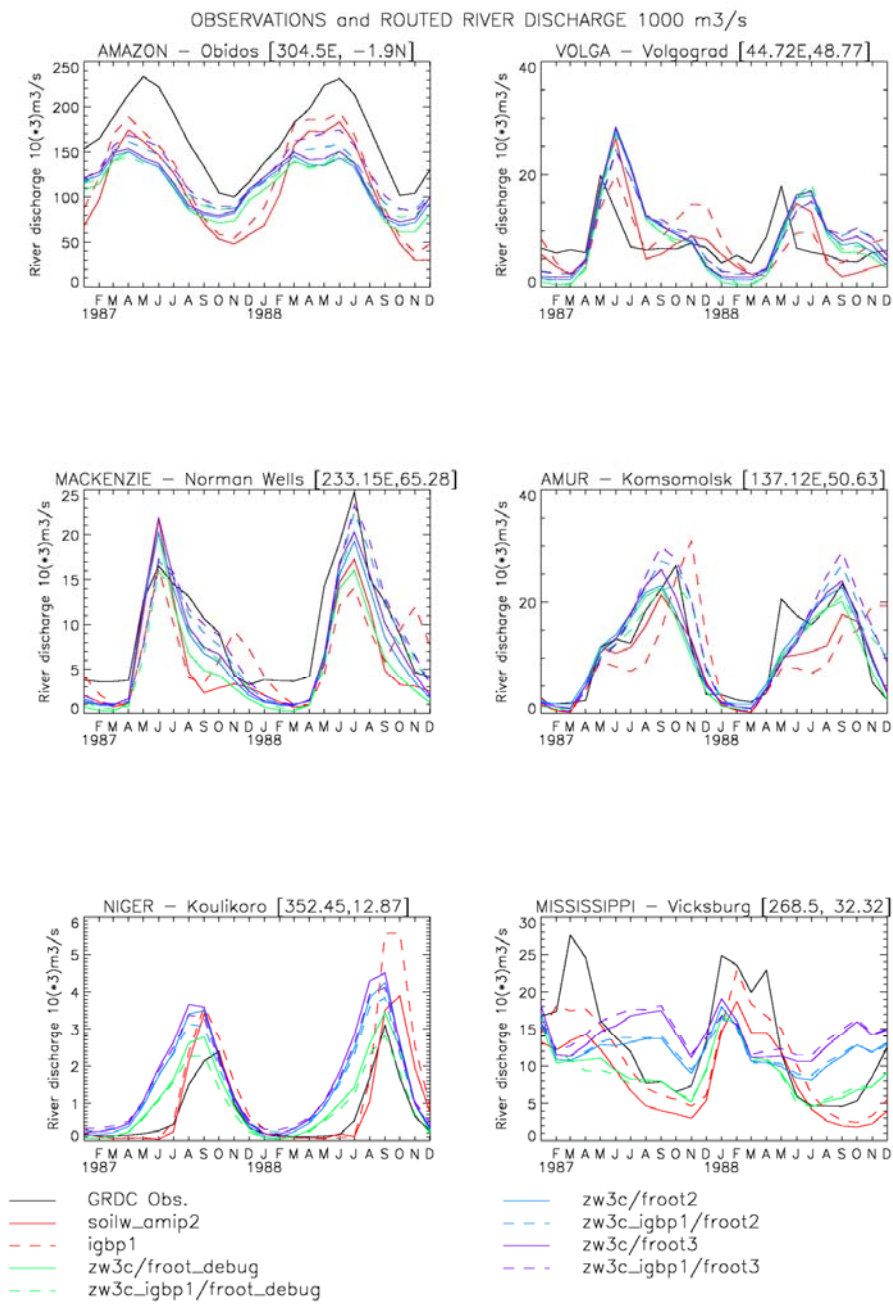 OBSERVATIONS and ROUTED RIVER DISCHARGE 1000 m3/s
AMAZON – Obidos [304.5E, -1.9N]
River discharge 10(*3)m3/s
250
200
150
100
50
0
F M A M J J A S O N D J F M A M J J A S O N D
1987 1988
VOLGA – Volgograd [44.72E,48.77]
River discharge 10(*3)m3/s
40
20
0
F M A M J J A S O N D J F M A M J J A S O N D
1987 1988
MACKENZIE – Norman Wells [233.15E,65.28]
River discharge 10(*3)m3/s
25
20
15
10
5
0
F M A M J J A S O N D J F M A M J J A S O N D
1987 1988
AMUR – Komsomolsk [137.12E,50.63]
River discharge 10(*3)m3/s
40
20
0
F M A M J J A S O N D J F M A M J J A S O N D
1987 1988
NIGER – Koulikoro [352.45,12.87]
River discharge 10(*3)m3/s
6
5
4
3
2
1
0
F M A M J J A S O N D J F M A M J J A S O N D
1987 1988
MISSISSIPPI – Vicksburg [268.5, 32.32]
River discharge 10(*3)m3/s
30
25
20
15
10
5
0
F M A M J J A S O N D J F M A M J J A S O N D
1987 1988
GRDC Obs.
soilw_amip2
igbp1
zw3c/froot_debug
zw3c_igbp1/froot_debug
zw3c/froot2
zw3c_igbp1/froot2
zw3c/froot3
zw3c_igbp1/froot3